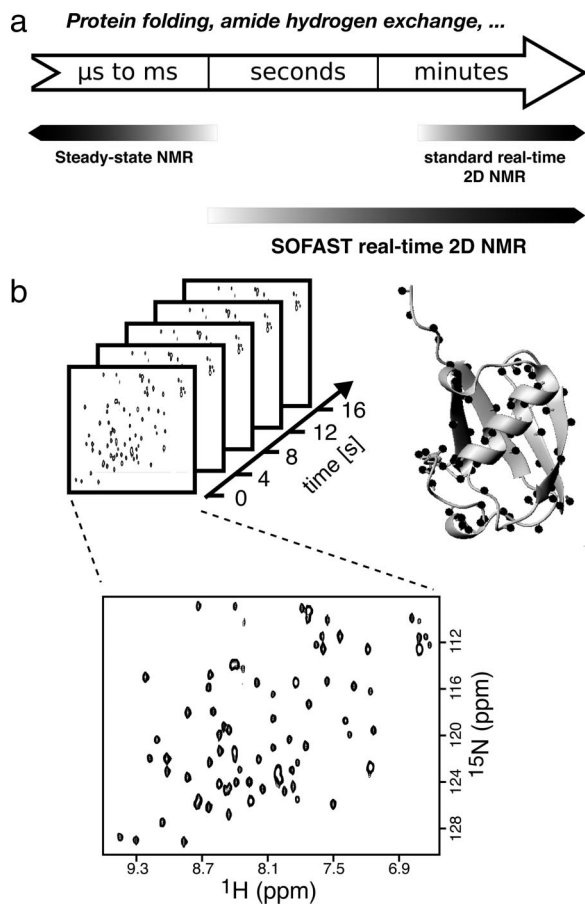 a
Protein folding, amide hydrogen exchange, ...
µs to ms
seconds
minutes
Steady-state NMR
standard real-time
2D NMR
SOFAST real-time 2D NMR
b
0
4
8
12
16
time [s]
112
116
120
124
128
15N (ppm)
9.3
8.7
8.1
7.5
6.9
1H (ppm)